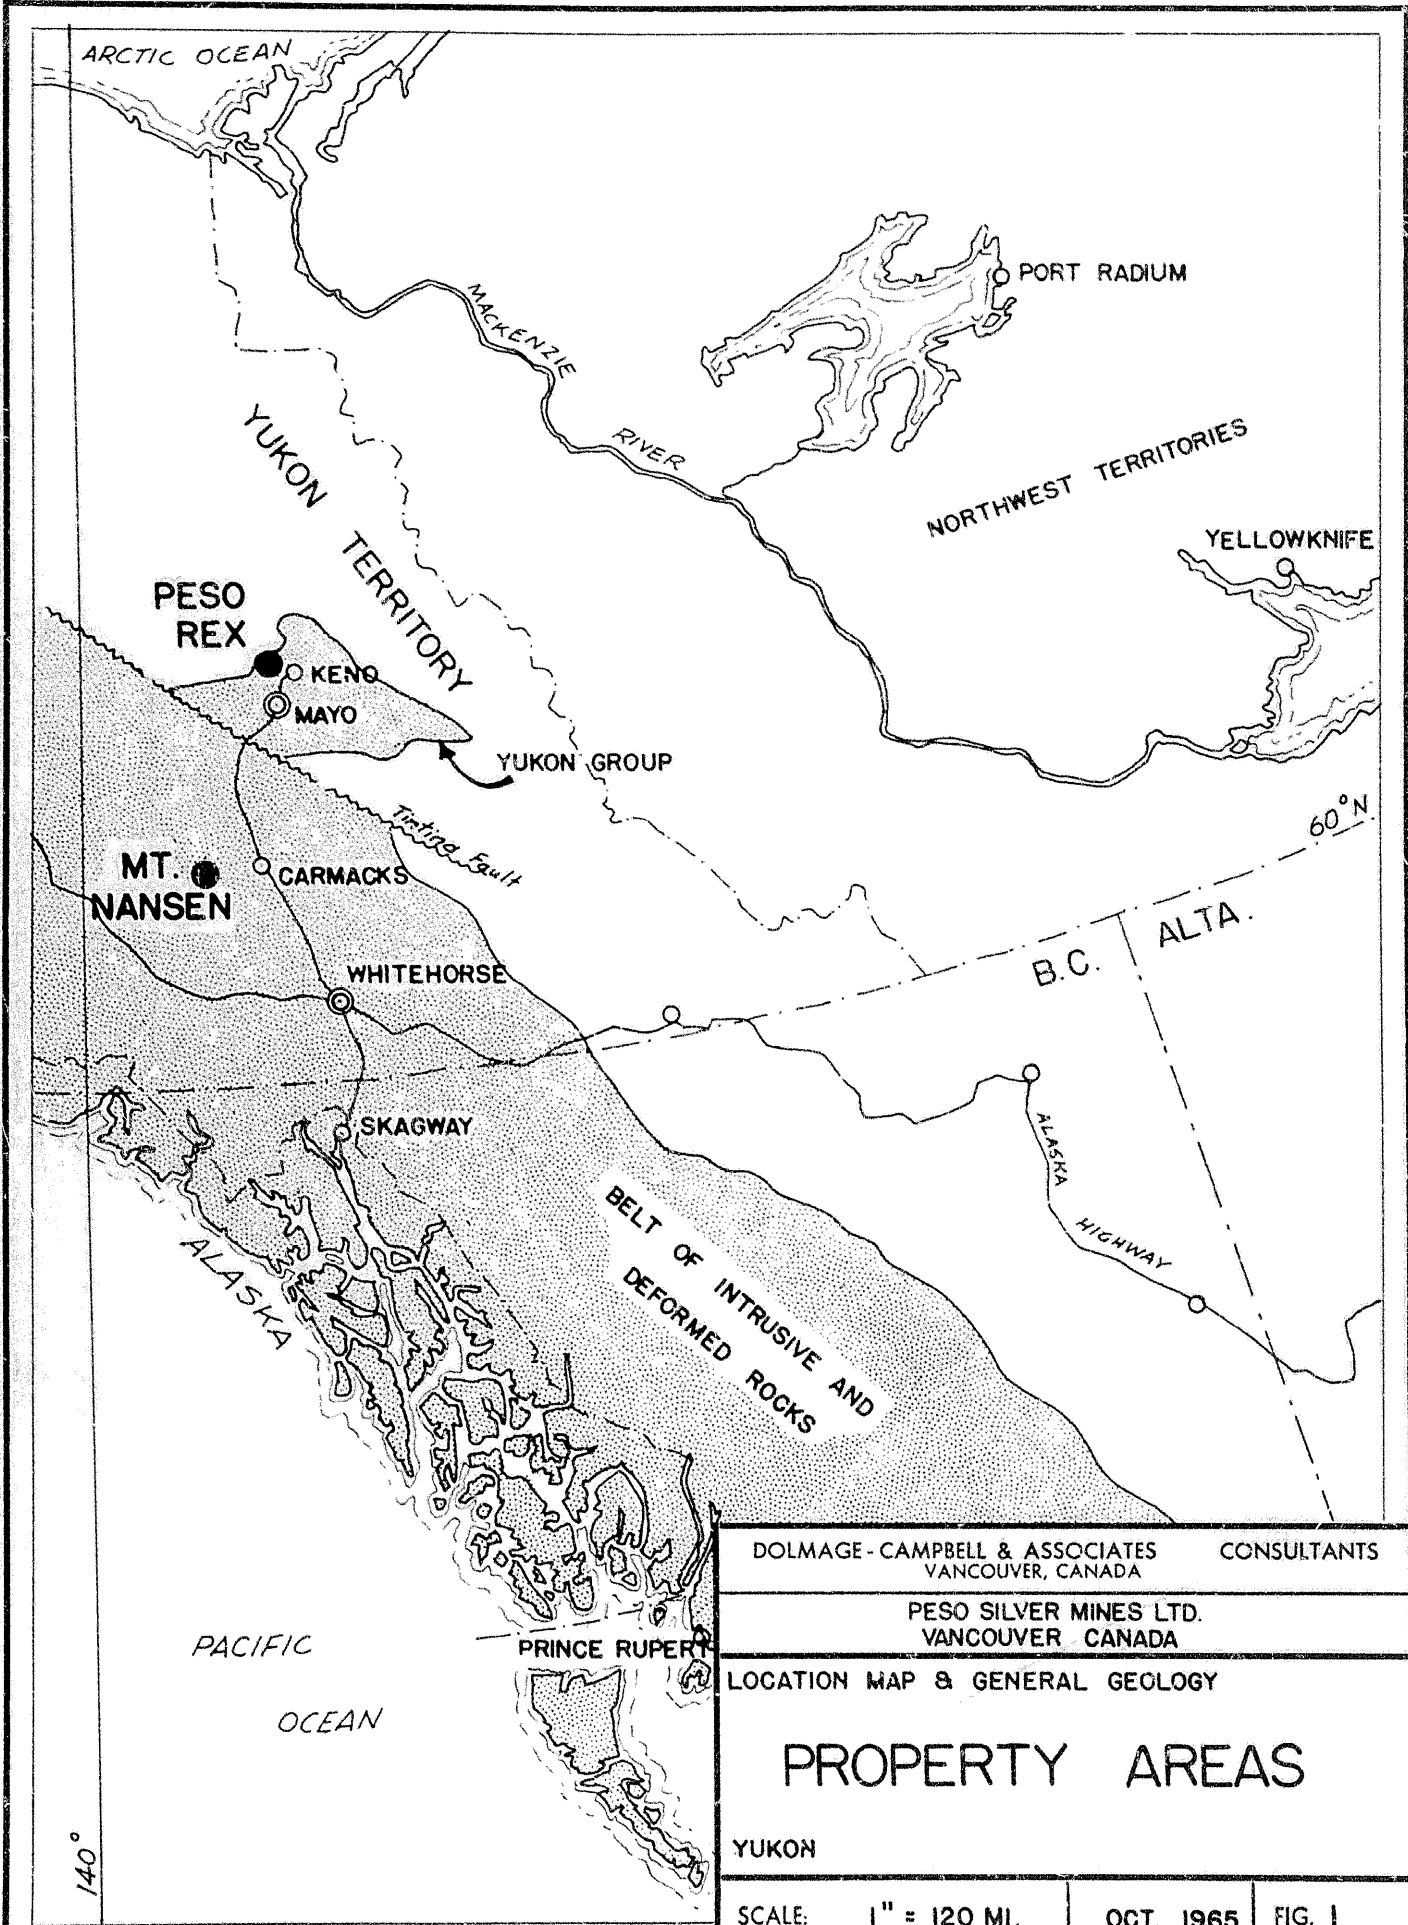 ARCTIC OCEAN
PORT RADIUM
MACKENZIE
RIVER
YUKON
TERRITORY
NORTHWEST TERRITORIES
YELLOWKNIFE
PESO
REX
KENO
MAYO
YUKON GROUP
Tintina Fault
60°N
MT.
NANSEN
CARMACKS
B.C.
ALTA.
WHITEHORSE
SKAGWAY
ALASKA
HIGHWAY
ALASKA
BELT OF INTRUSIVE AND
DEFORMED ROCKS
PACIFIC
OCEAN
PRINCE RUPERT
140°
DOLMAGE - CAMPBELL & ASSOCIATES CONSULTANTS
VANCOUVER, CANADA
PESO SILVER MINES LTD.
VANCOUVER CANADA
LOCATION MAP & GENERAL GEOLOGY
PROPERTY AREAS
YUKON
SCALE: 1" = 120 MI. OCT. 1965 FIG. 1